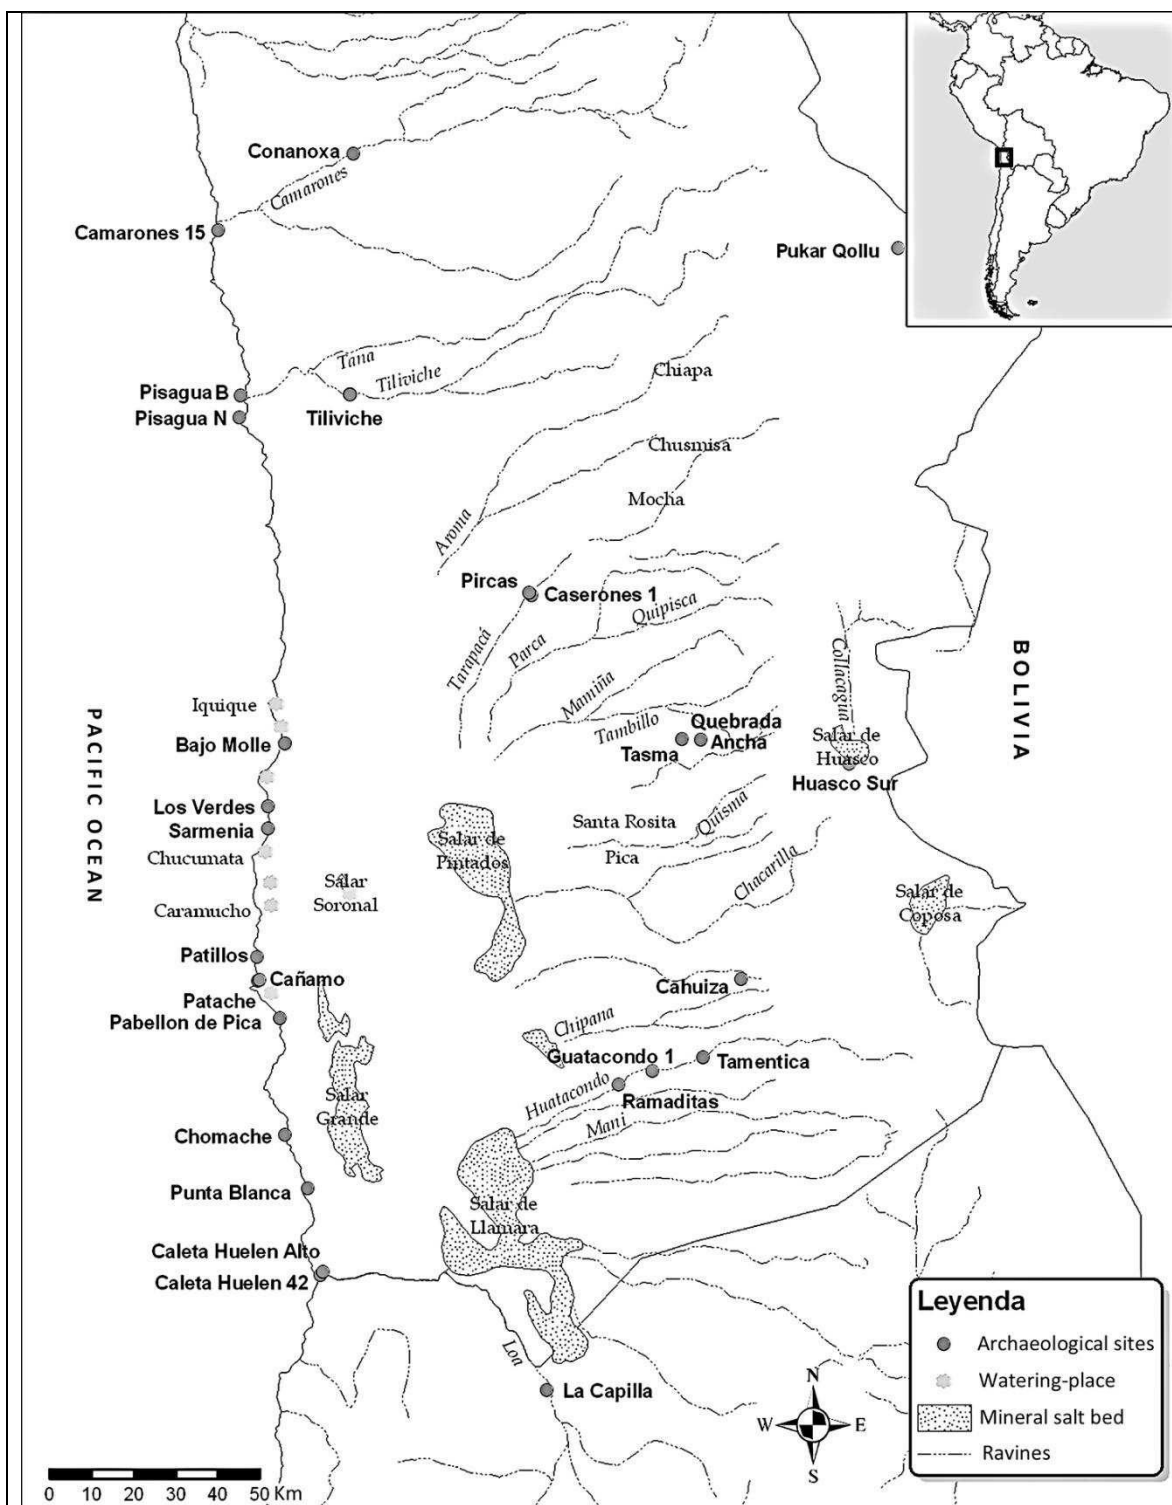 Conanoxa
Camarones
Camarones 15
Pukar Qollu
Tana
Tiliviche
Chiapa
Pisagua B
Pisagua N
Tiliviche
Chusmisa
Mocha
Aroma
Pircas
Caserones 1
Quipisca
Parca
Tarapacá
Collacagua
BOLIVIA
Mamiña
Iquique
PACIFIC OCEAN
Tambillo
Quebrada
Ancha
Bajo Molle
Tasma
Salar de
Huasco
Huasco Sur
Los Verdes
Sarmenia
Quisma
Santa Rosita
Salar de
Pintados
Chucumata
Pica
Chacarilla
Salar
Soronal
Salar de
Coposa
Caramucho
Patillos
Cañamo
Cahuiza
Patache
Pabellon de Pica
Chipana
Guatacondo 1
Tamentica
Huatacondo
Ramaditas
Salar
Grande
Mani
Chomache
Punta Blanca
Salar de
Llamara
Caleta Huelen Alto
Caleta Huelen 42
Loa
La Capilla
Leyenda
Archaeological sites
Watering-place
Mineral salt bed
Ravines
N
W E
S
0 10 20 30 40 50 Km